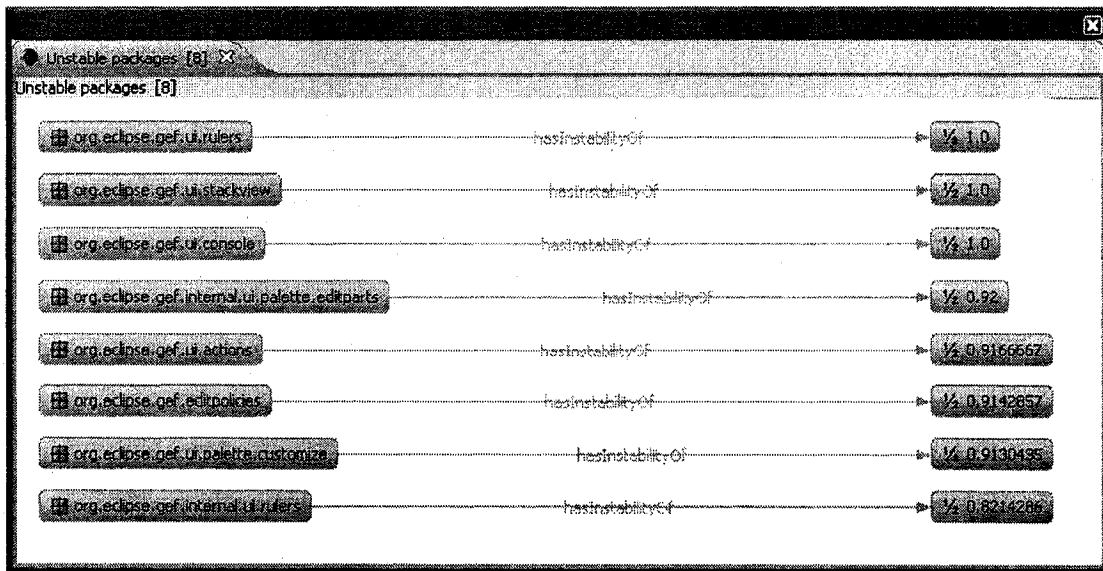 Unstable packages [8]
Unstable packages [8]
org.eclipse.gef.ui.rulers hasInstabilityOf ½ 1.0
org.eclipse.gef.ui.stackview hasInstabilityOf ½ 1.0
org.eclipse.gef.ui.console hasInstabilityOf ½ 1.0
org.eclipse.gef.internal.ui.palette.editparts hasInstabilityOf ½ 0.92
org.eclipse.gef.ui.actions hasInstabilityOf ½ 0.9166667
org.eclipse.gef.editpolicies hasInstabilityOf ½ 0.9142857
org.eclipse.gef.ui.palette.customize hasInstabilityOf ½ 0.9130435
org.eclipse.gef.internal.ui.rulers hasInstabilityOf ½ 0.8214286